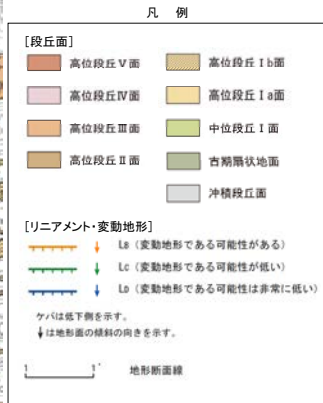 凡 例
[段丘面]
高位段丘Ⅴ面
高位段丘Ⅳ面
高位段丘Ⅲ面
高位段丘Ⅱ面
高位段丘Ⅰb面
高位段丘Ⅰa面
中位段丘Ⅰ面
古期扇状地面
沖積段丘面
[リニアメント・変動地形]
LB（変動地形である可能性がある）
LC（変動地形である可能性が低い）
LD（変動地形である可能性は非常に低い）
ケバは低下側を示す。
↓は地形面の傾斜の向きを示す。
1 1' 地形断面線